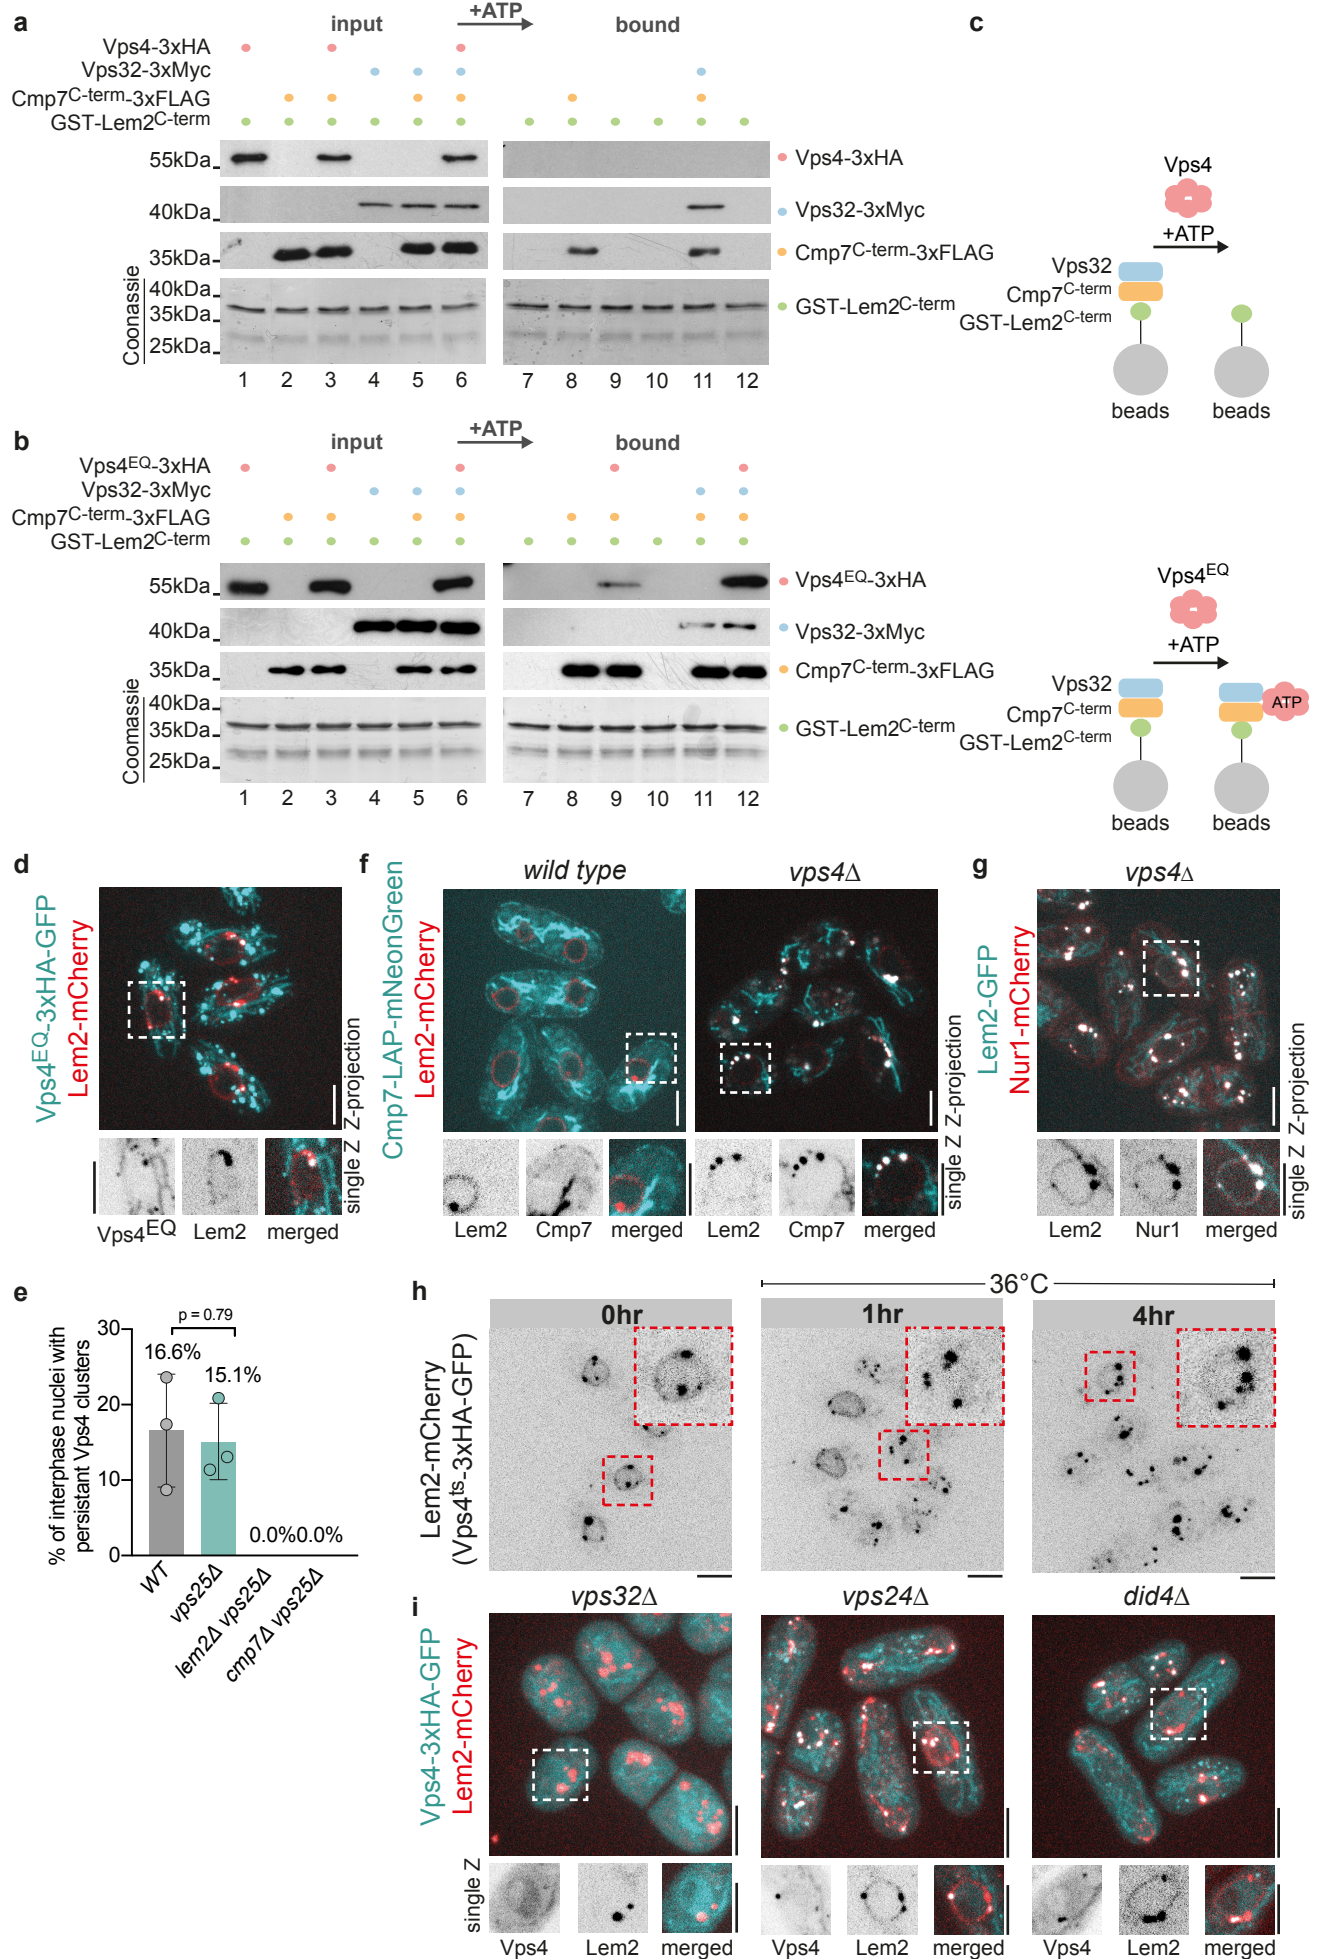 a
input
+ATP
bound
Vps4-3xHA
Vps32-3xMyc
Cmp7C-term-3xFLAG
GST-Lem2C-term
55kDa
40kDa
35kDa
Coonassie
40kDa
35kDa
25kDa
Vps4-3xHA
Vps32-3xMyc
Cmp7C-term-3xFLAG
GST-Lem2C-term
1 2 3 4 5 6 7 8 9 10 11 12
c
Vps4
+ATP
Vps32
Cmp7C-term
GST-Lem2C-term
beads beads
b
input
+ATP
bound
Vps4EQ-3xHA
Vps32-3xMyc
Cmp7C-term-3xFLAG
GST-Lem2C-term
55kDa
40kDa
35kDa
Coomassie
40kDa
35kDa
25kDa
Vps4EQ-3xHA
Vps32-3xMyc
Cmp7C-term-3xFLAG
GST-Lem2C-term
1 2 3 4 5 6 7 8 9 10 11 12
Vps4EQ
+ATP
Vps32
Cmp7C-term
GST-Lem2C-term
ATP
beads beads
d
Vps4EQ-3xHA-GFP
Lem2-mCherry
Z-projection
single Z
Vps4EQ Lem2 merged
f
wild type
vps4Δ
Cmp7-LAP-mNeonGreen
Lem2-mCherry
Z-projection
single Z
Lem2 Cmp7 merged
Lem2 Cmp7 merged
g
vps4Δ
Lem2-GFP
Nur1-mCherry
Z-projection
single Z
Lem2 Nur1 merged
e
% of interphase nuclei with
persistant Vps4 clusters
30
20
10
0
p = 0.79
16.6%
15.1%
0.0%
0.0%
WT
vps25Δ
lem2Δ vps25Δ
cmp7Δ vps25Δ
h
36°C
0hr
1hr
4hr
Lem2-mCherry
(Vps4ts-3xHA-GFP)
i
vps32Δ
vps24Δ
did4Δ
Vps4-3xHA-GFP
Lem2-mCherry
single Z
Vps4 Lem2 merged
Vps4 Lem2 merged
Vps4 Lem2 merged